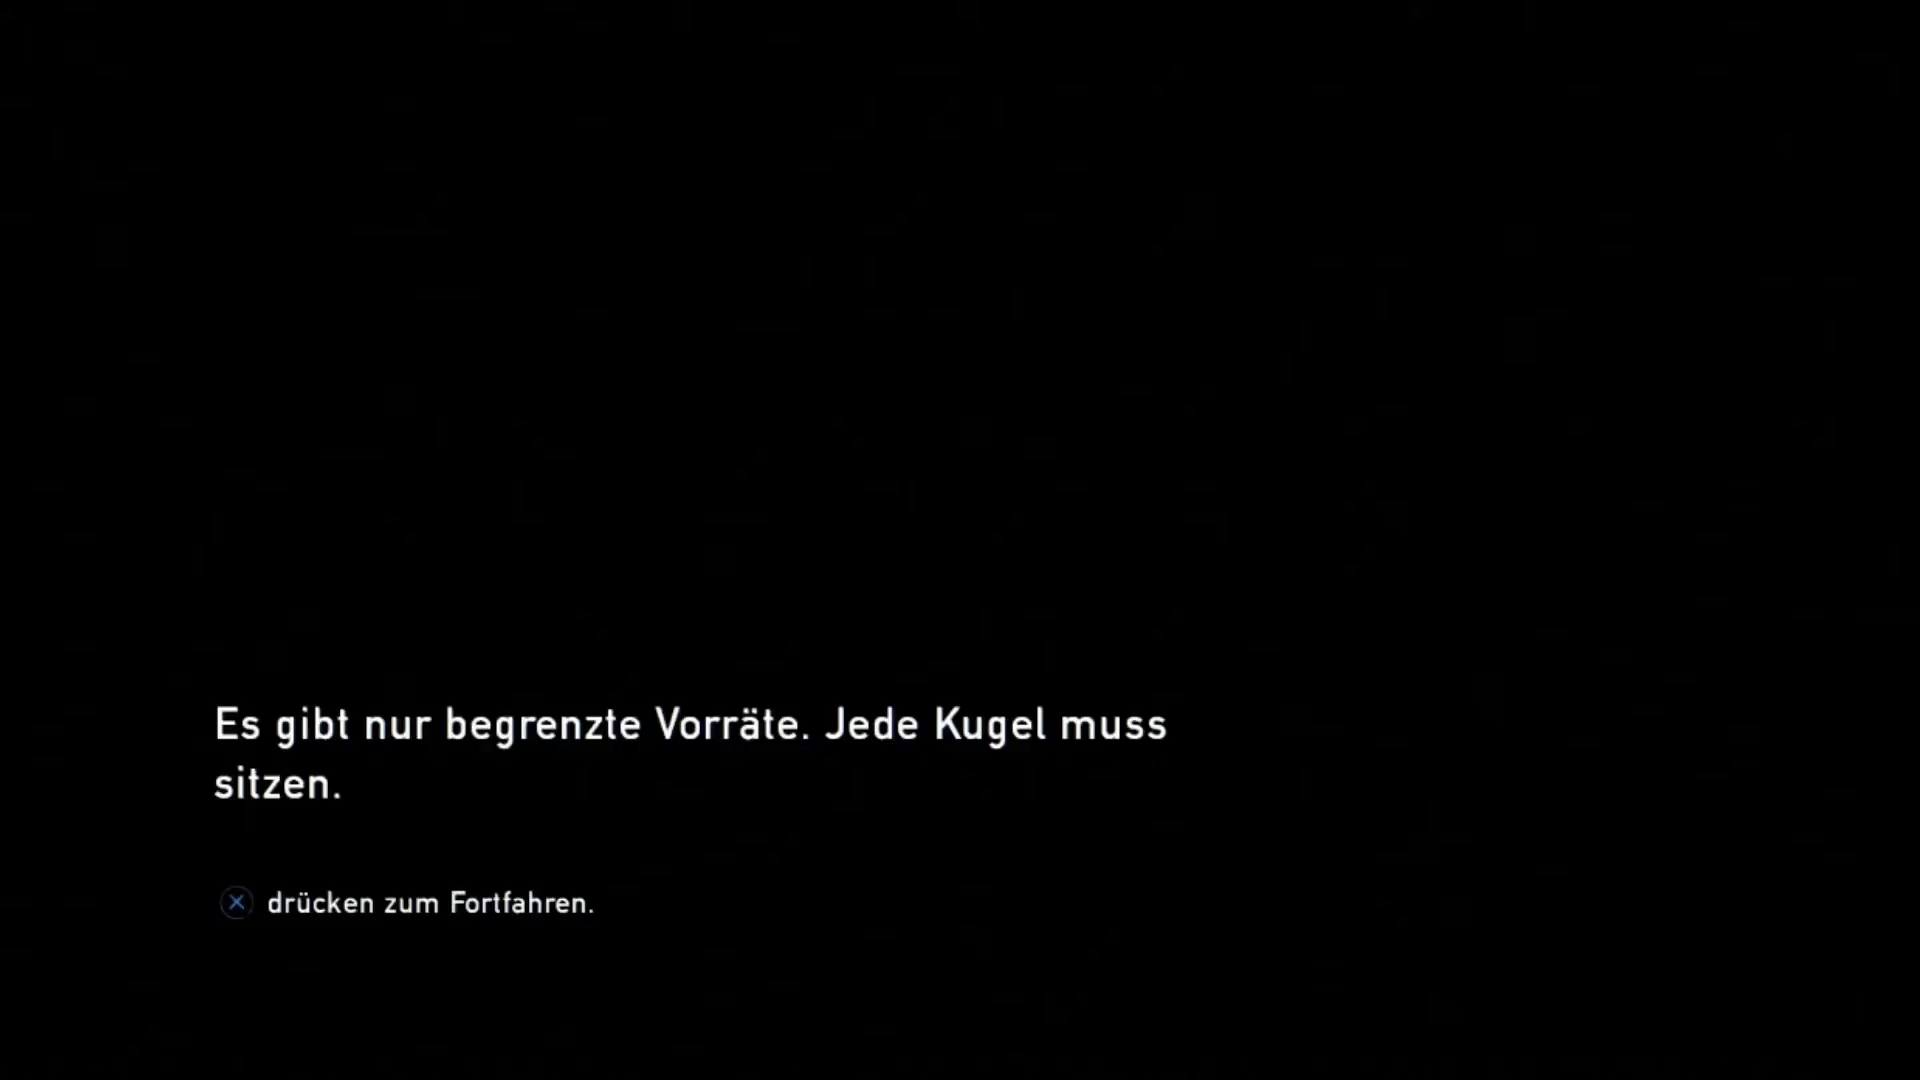 Es gibt nur begrenzte Vorräte. Jede Kugel muss
sitzen.
drücken zum Fortfahren.